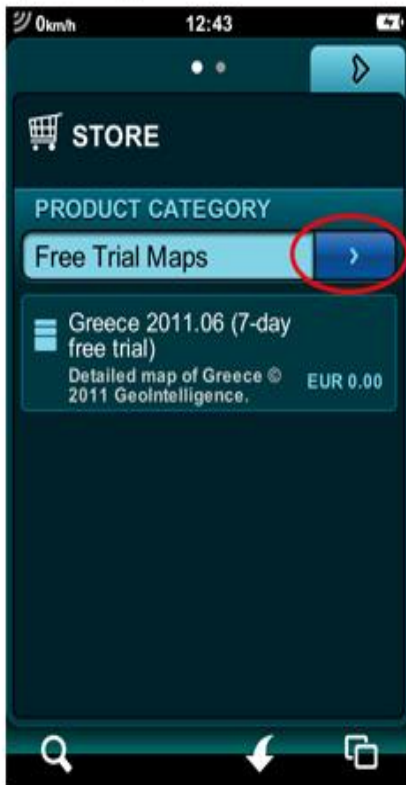 0km/h 12:43
STORE
PRODUCT CATEGORY
Free Trial Maps
Greece 2011.06 (7-day
free trial)
Detailed map of Greece ©
2011 GeoIntelligence.
EUR 0.00